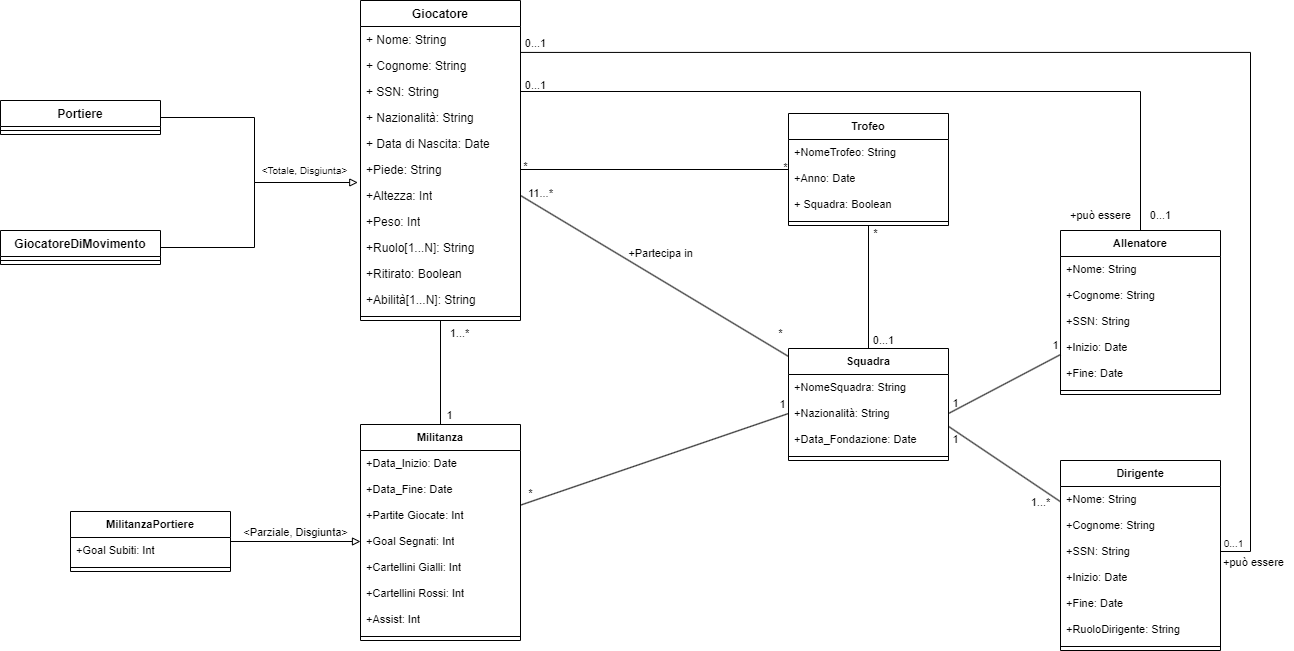 Giocatore
+ Nome: String
+ Cognome: String
+ SSN: String
+ Nazionalità: String
+ Data di Nascita: Date
+Piede: String
+Altezza: Int
+Peso: Int
+Ruolo[1...N]: String
+Ritirato: Boolean
+Abilità[1...N]: String
Portiere
GiocatoreDiMovimento
<Totale, Disgiunta>
0...1
0...1
*
*
11...*
+Partecipa in
*
Trofeo
+NomeTrofeo: String
+Anno: Date
+ Squadra: Boolean
*
0...1
+può essere
0...1
Allenatore
+Nome: String
+Cognome: String
+SSN: String
+Inizio: Date
+Fine: Date
1
1
Squadra
+NomeSquadra: String
+Nazionalità: String
+Data_Fondazione: Date
1
1...*
1
*
1...*
1
Militanza
+Data_Inizio: Date
+Data_Fine: Date
+Partite Giocate: Int
+Goal Segnati: Int
+Cartellini Gialli: Int
+Cartellini Rossi: Int
+Assist: Int
MilitanzaPortiere
+Goal Subiti: Int
<Parziale, Disgiunta>
Dirigente
+Nome: String
+Cognome: String
+SSN: String
+Inizio: Date
+Fine: Date
+RuoloDirigente: String
0...1
+può essere